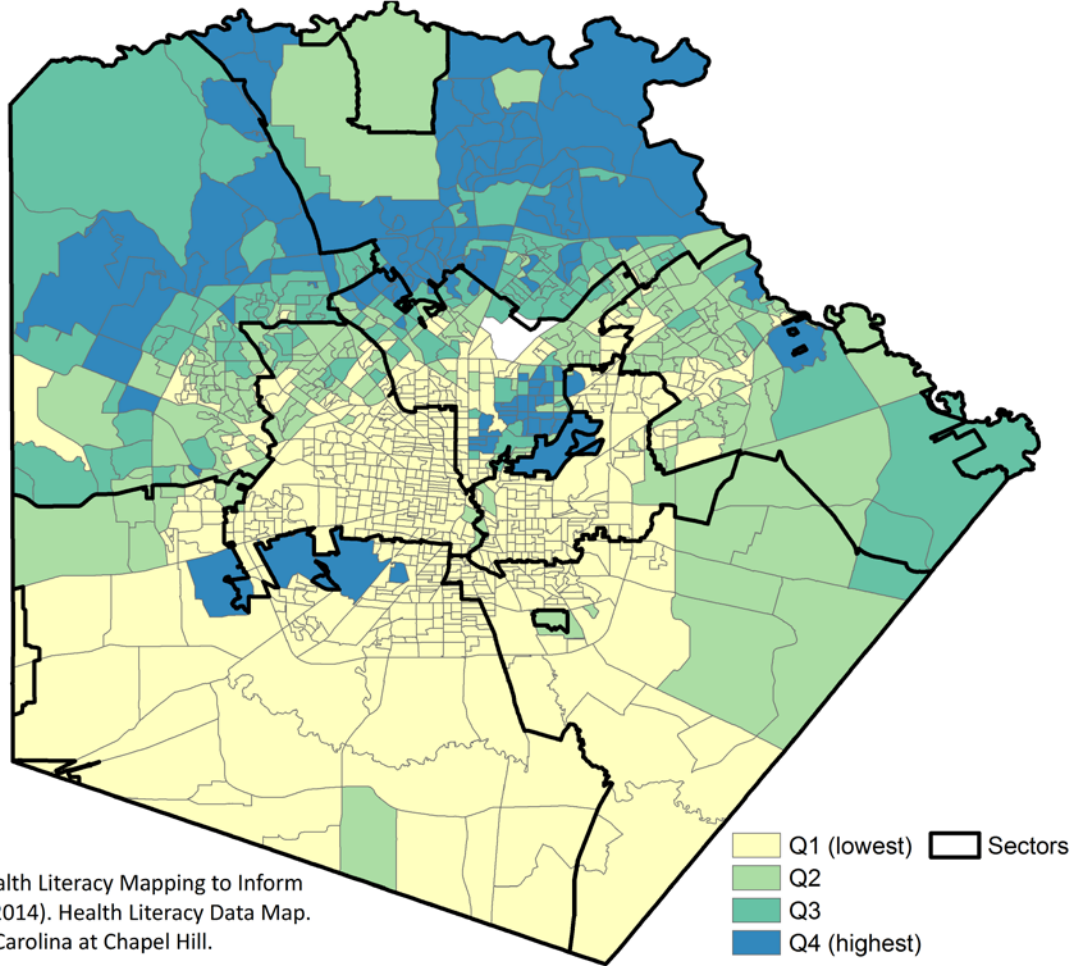 Q1 (lowest) Sectors
Q2
Q3
Q4 (highest)
alth Literacy Mapping to Inform
2014). Health Literacy Data Map.
Carolina at Chapel Hill.